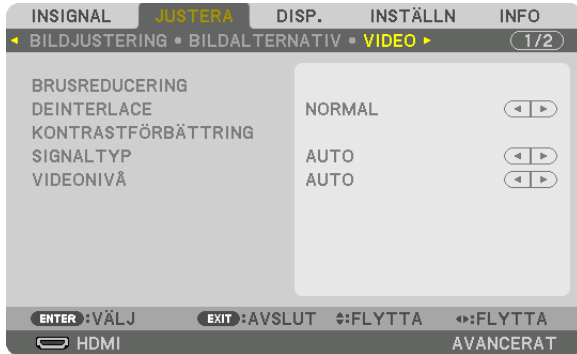 INSIGNAL JUSTERA DISP. INSTÄLLN INFO
BILDJUSTERING • BILDALTERNATIV • VIDEO 1/2
BRUSREDUCERING
DEINTERLACE NORMAL
KONTRASTFÖRBÄTTRING
SIGNALTYP AUTO
VIDEONIVÅ AUTO
ENTER :VÄLJ EXIT :AVSLUT :FLYTTA :FLYTTA
HDMI AVANCERAT